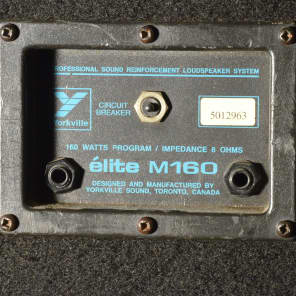 PROFESSIONAL SOUND REINFORCEMENT LOUDSPEAKER SYSTEM
Yorkville
CIRCUIT
BREAKER
5012963
160 WATTS PROGRAM / IMPEDANCE 8 OHMS
élite M160
DESIGNED AND MANUFACTURED BY
YORKVILLE SOUND, TORONTO, CANADA